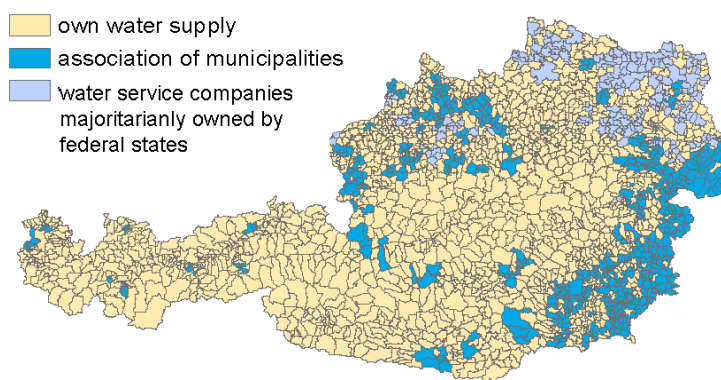 own water supply
association of municipalities
water service companies
majoritarianly owned by
federal states